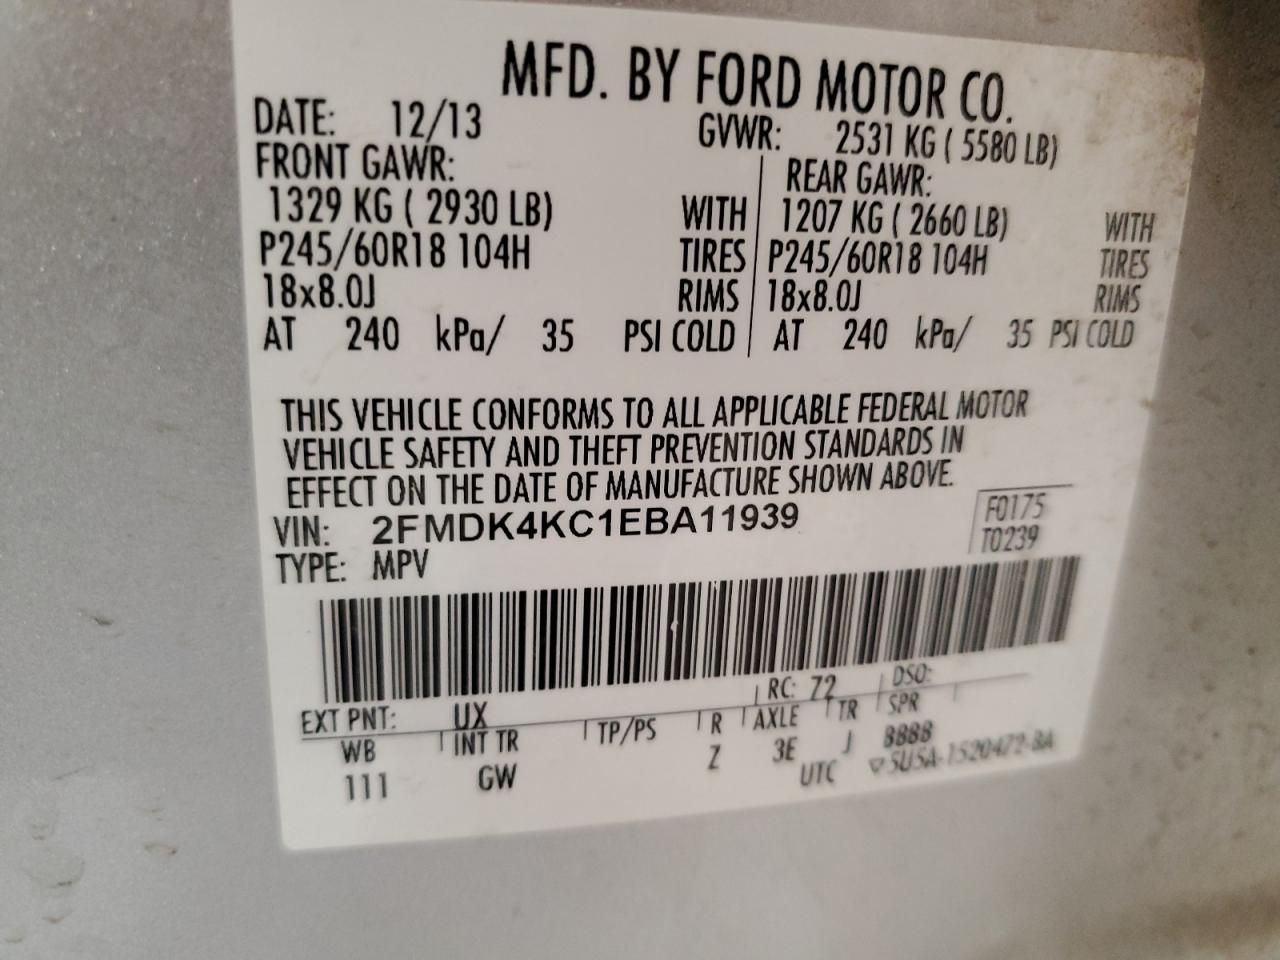 MFD. BY FORD MOTOR CO.
DATE: 12/13 GVWR: 2531 KG ( 5580 LB)
FRONT GAWR: REAR GAWR:
1329 KG ( 2930 LB) WITH 1207 KG ( 2660 LB) WITH
P245/60R18 104H TIRES P245/60R18 104H TIRES
18x8.0J RIMS 18x8.0J RIMS
AT 240 kPa/ 35 PSI COLD AT 240 kPa/ 35 PSI COLD
THIS VEHICLE CONFORMS TO ALL APPLICABLE FEDERAL MOTOR
VEHICLE SAFETY AND THEFT PREVENTION STANDARDS IN
EFFECT ON THE DATE OF MANUFACTURE SHOWN ABOVE.
VIN: 2FMDK4KC1EBA11939 F0175
TYPE: MPV T0239
EXT PNT: UX RC: 72 DSO:
WB INT TR TP/PS R AXLE TR SPR
111 GW Z 3E J 8888
UTC ▽5U5A-1520472-BA